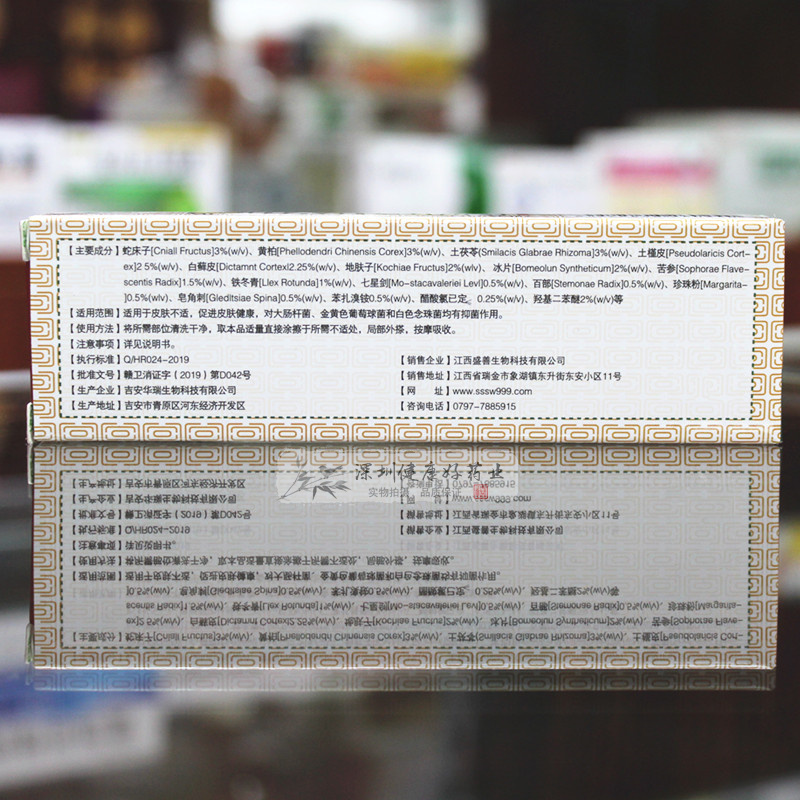 【主要成分】蛇床子[Cniall Fructus]3%(w/v)、黄柏[Phellodendri Chinensis Corex]3%(w/v)、土茯苓(Smilacis Glabrae Rhizoma]3%(w/v)、土槿皮[Pseudolaricis Cort-
ex]2 5%(w/v)、白藓皮[Dictamnt Cortexl2.25%(w/v)、地肤子[Kochiae Fructus]2%(w/v)、冰片[Bomeolun Syntheticum]2%(w/v)、苦参[Sophorae Flave-
scentis Radix]1.5%(w/v)、铁冬青[Llex Rotunda]1%(w/v)、七星剑[Mo-stacavaleriei Levl]0.5%(w/v)、百部[Stemonae Radix]0.5%(w/v)、珍珠粉[Margarita-
]0.5%(w/v)、皂角刺[Gleditsiae Spina]0.5%(w/v)、苯扎溴铵0.5%(w/v)、醋酸氯已定、0.25%(w/v)、羟基二苯醚2%(w/v)等
【适用范围】适用于皮肤不适，促进皮肤健康，对大肠杆菌、金黄色葡萄球菌和白色念珠菌均有抑菌作用。
【使用方法】将所需部位清洗干净，取本品适量直接涂擦于所需不适处，局部外搽，按摩吸收。
【注意事项】详见说明书。
【执行标准】Q/HR024-2019
【批准文号】赣卫消证字（2019）第D042号
【生产企业】吉安华瑞生物科技有限公司
【生产地址】吉安市青原区河东经济开发区
【销售企业】江西盛善生物科技有限公司
【销售地址】江西省瑞金市象湖镇东升街东安小区11号
【网　　址】www.sssw999.com
【咨询电话】0797-7885915
深圳健康好药业
实物拍摄 品质保证